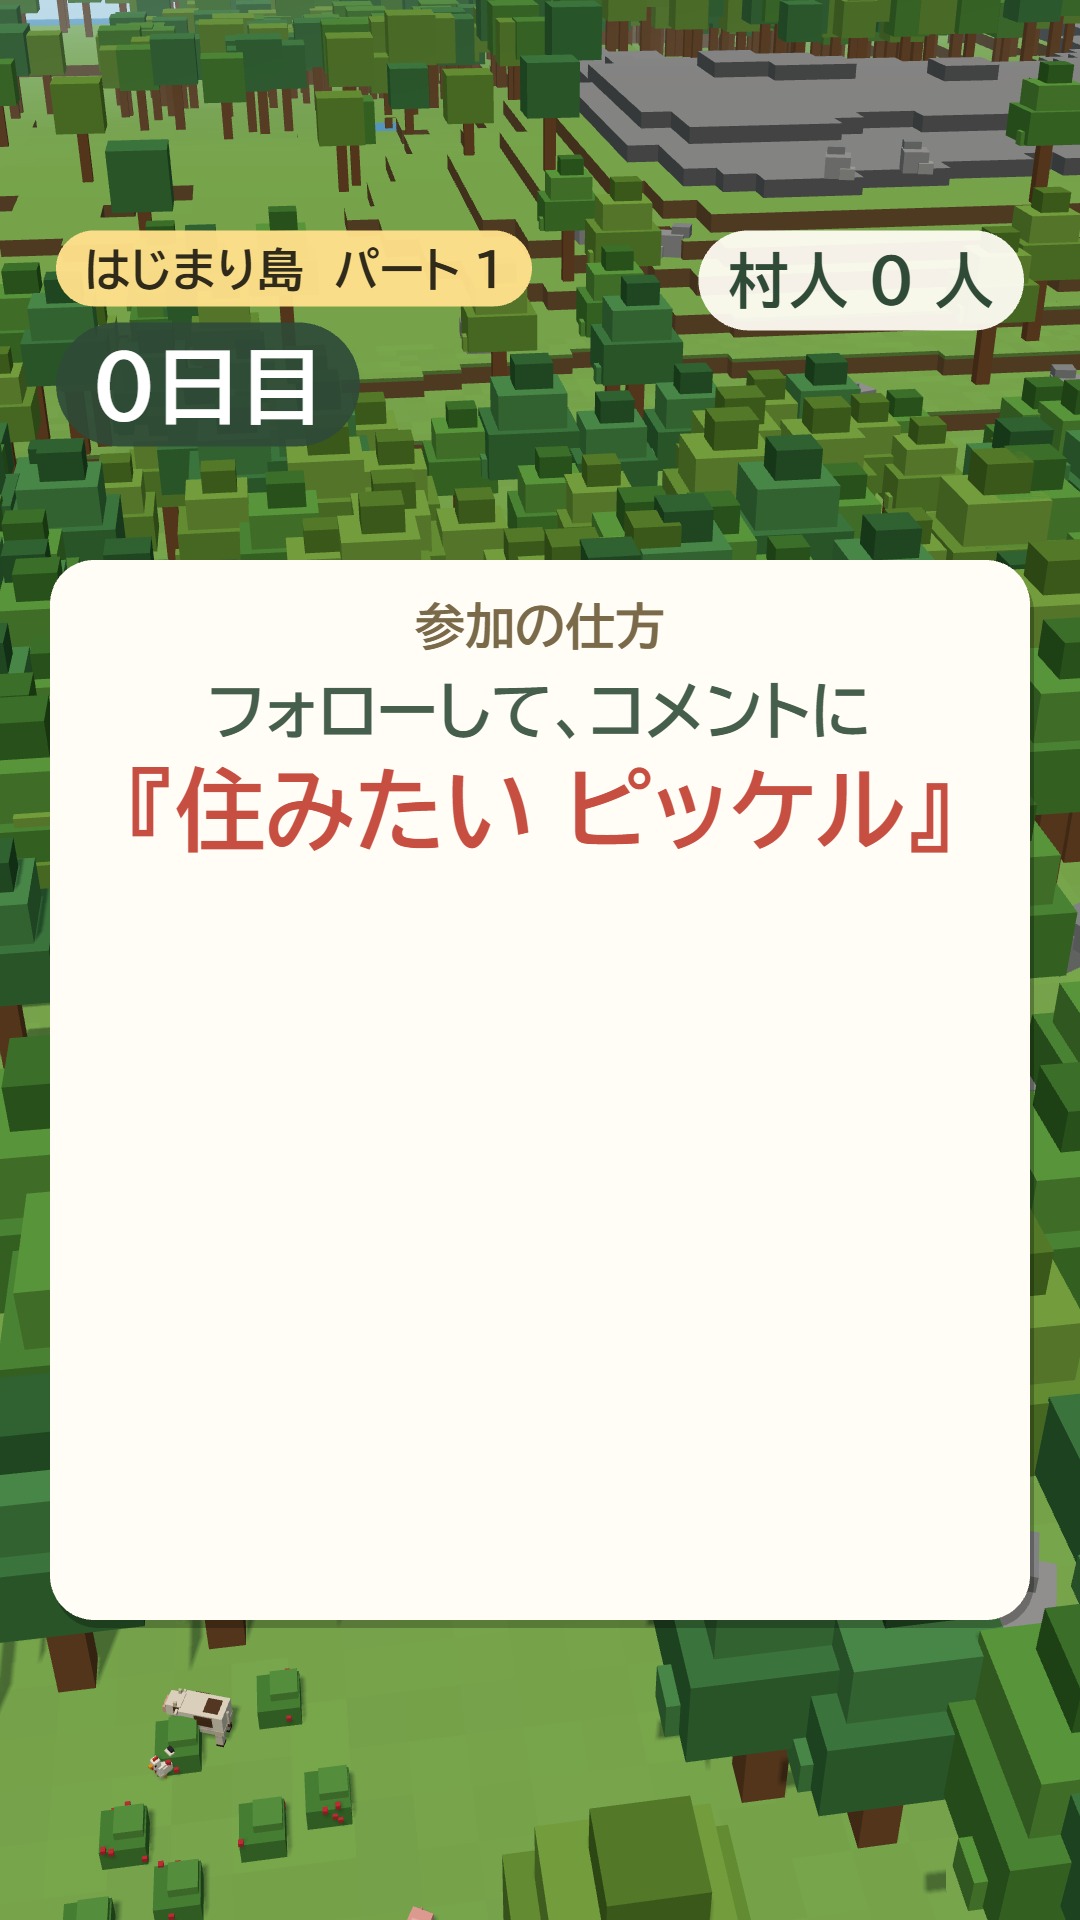 はじまり島 パート 1
村人 0 人
0日目
参加の仕方
フォローして、コメントに
『住みたい ピッケル』